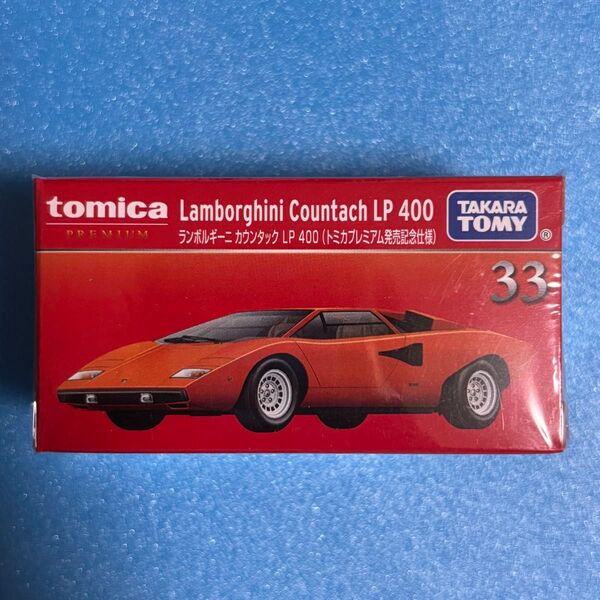 tomica
PREMIUM
Lamborghini Countach LP 400
ランボルギーニ カウンタック LP 400 (トミカプレミアム発売記念仕様)
TAKARA
TOMY
®
33